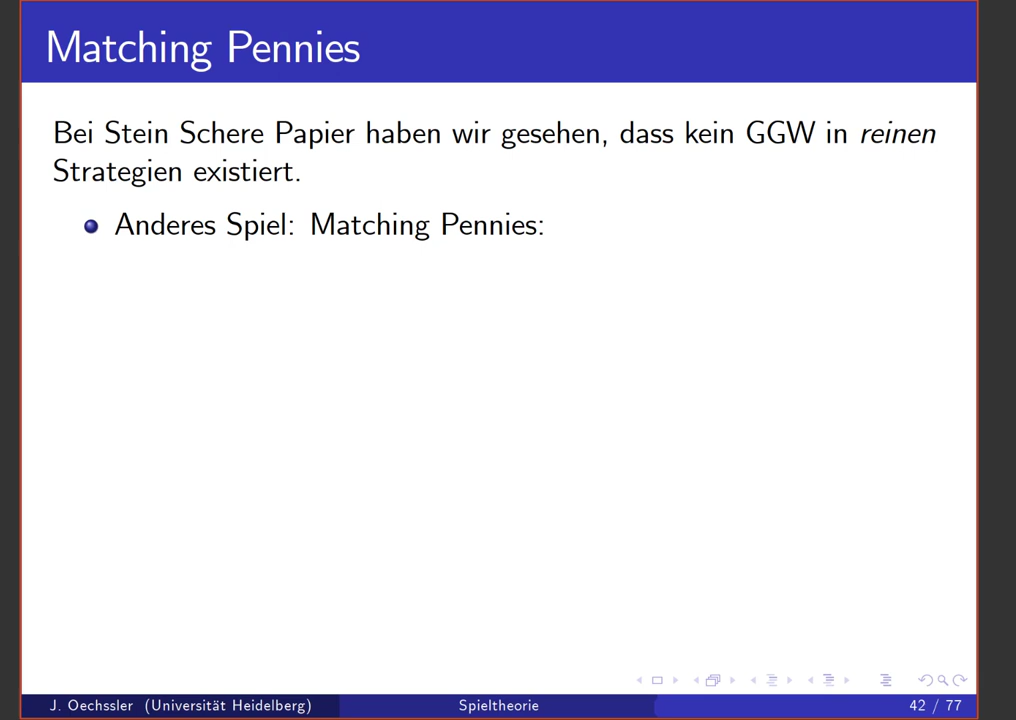 Matching Pennies
Bei Stein Schere Papier haben wir gesehen, dass kein GGW in reinen
Strategien existiert.
Anderes Spiel: Matching Pennies:
J. Oechssler (Universität Heidelberg) Spieltheorie 42 / 77